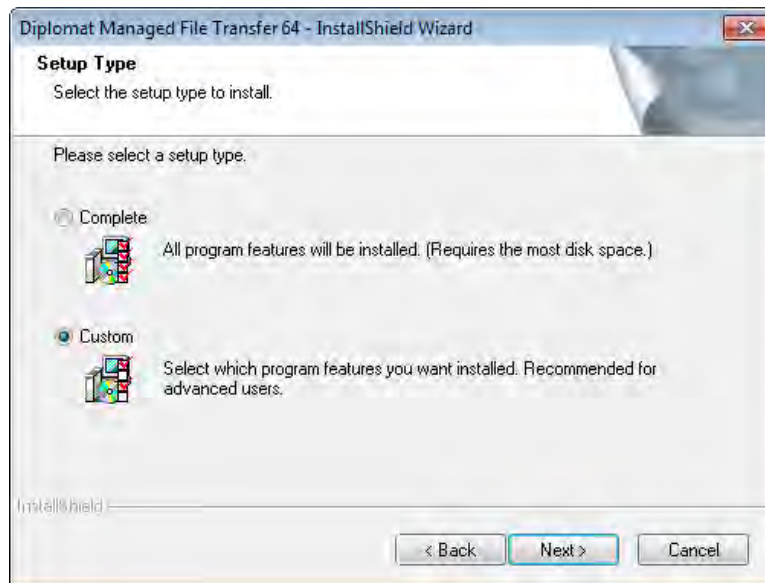 Diplomat Managed File Transfer 64 - InstallShield Wizard
Setup Type
Select the setup type to install.
Please select a setup type.
Complete
All program features will be installed. (Requires the most disk space.)
Custom
Select which program features you want installed. Recommended for
advanced users.
InstallShield
< Back
Next >
Cancel